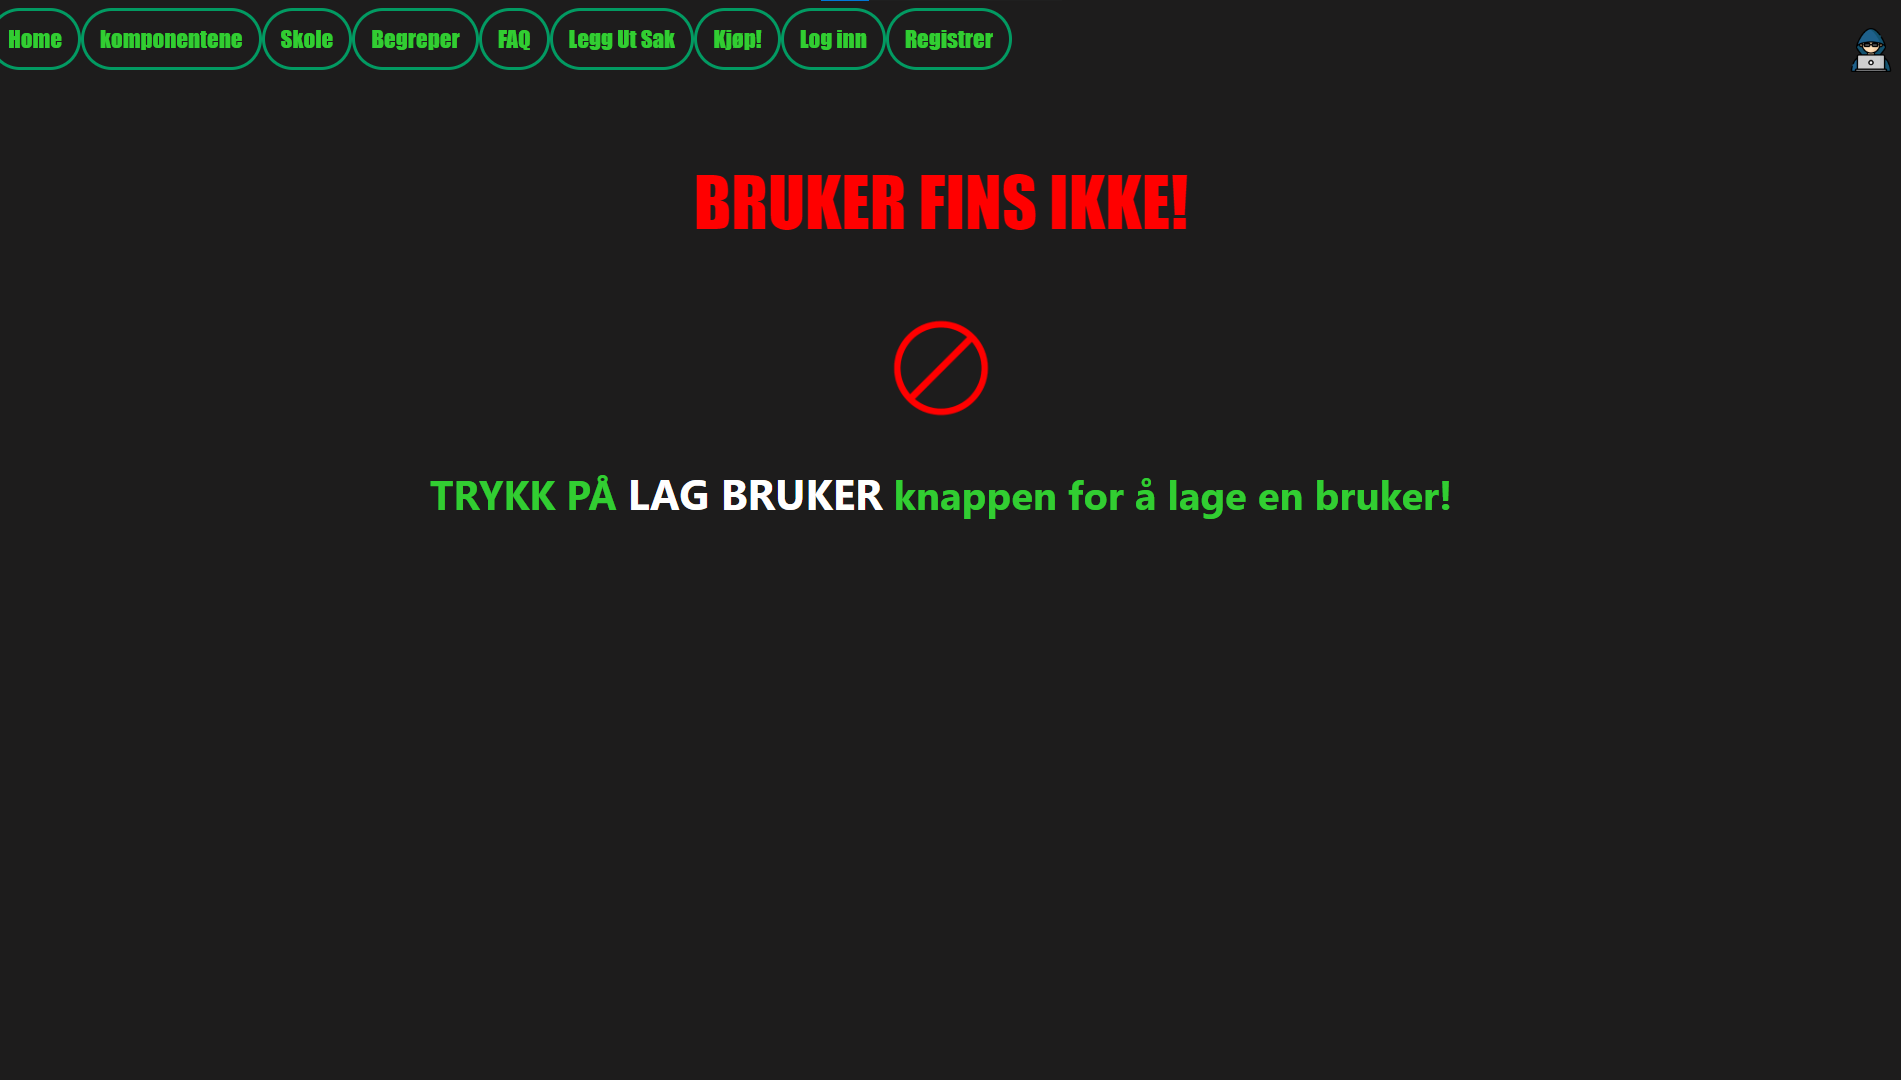 Home komponentene Skole Begreper FAQ Legg Ut Sak Kjøp! Log inn Registrer
BRUKER FINS IKKE!
TRYKK PÅ LAG BRUKER knappen for å lage en bruker!